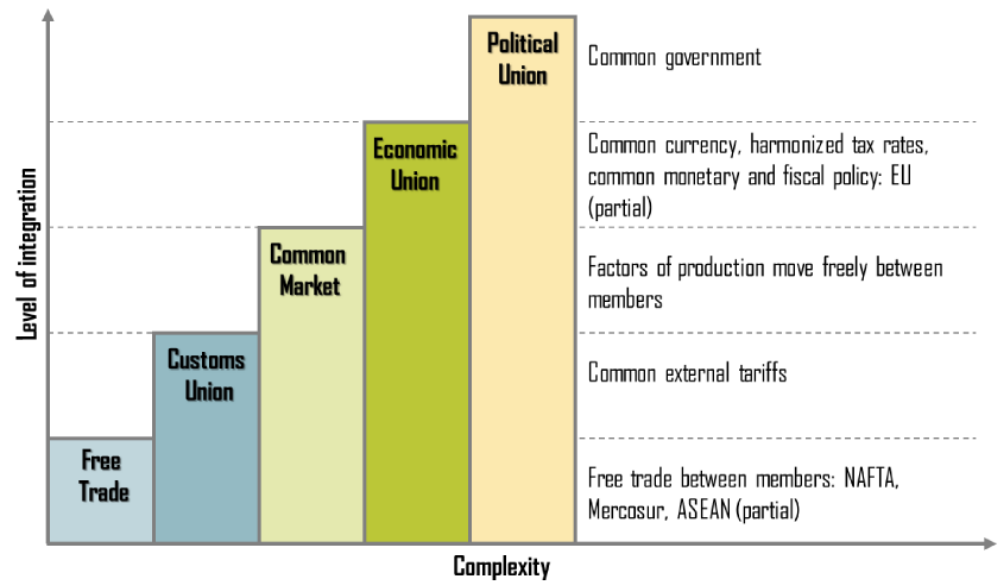 Political
Union
Common government
Economic
Union
Common currency, harmonized tax rates,
common monetary and fiscal policy: EU
(partial)
Common
Market
Factors of production move freely between
members
Customs
Union
Common external tariffs
Free
Trade
Free trade between members: NAFTA,
Mercosur, ASEAN (partial)
Level of integration
Complexity